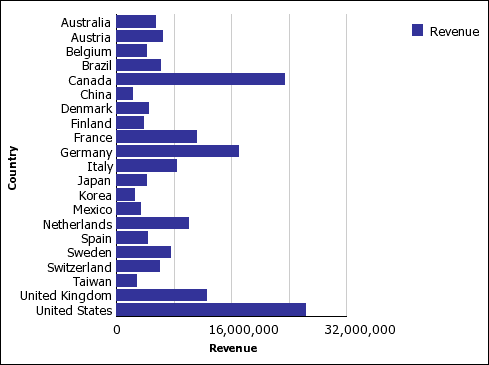 Revenue
Country
Australia
Austria
Belgium
Brazil
Canada
China
Denmark
Finland
France
Germany
Italy
Japan
Korea
Mexico
Netherlands
Spain
Sweden
Switzerland
Taiwan
United Kingdom
United States
0 16,000,000 32,000,000
Revenue